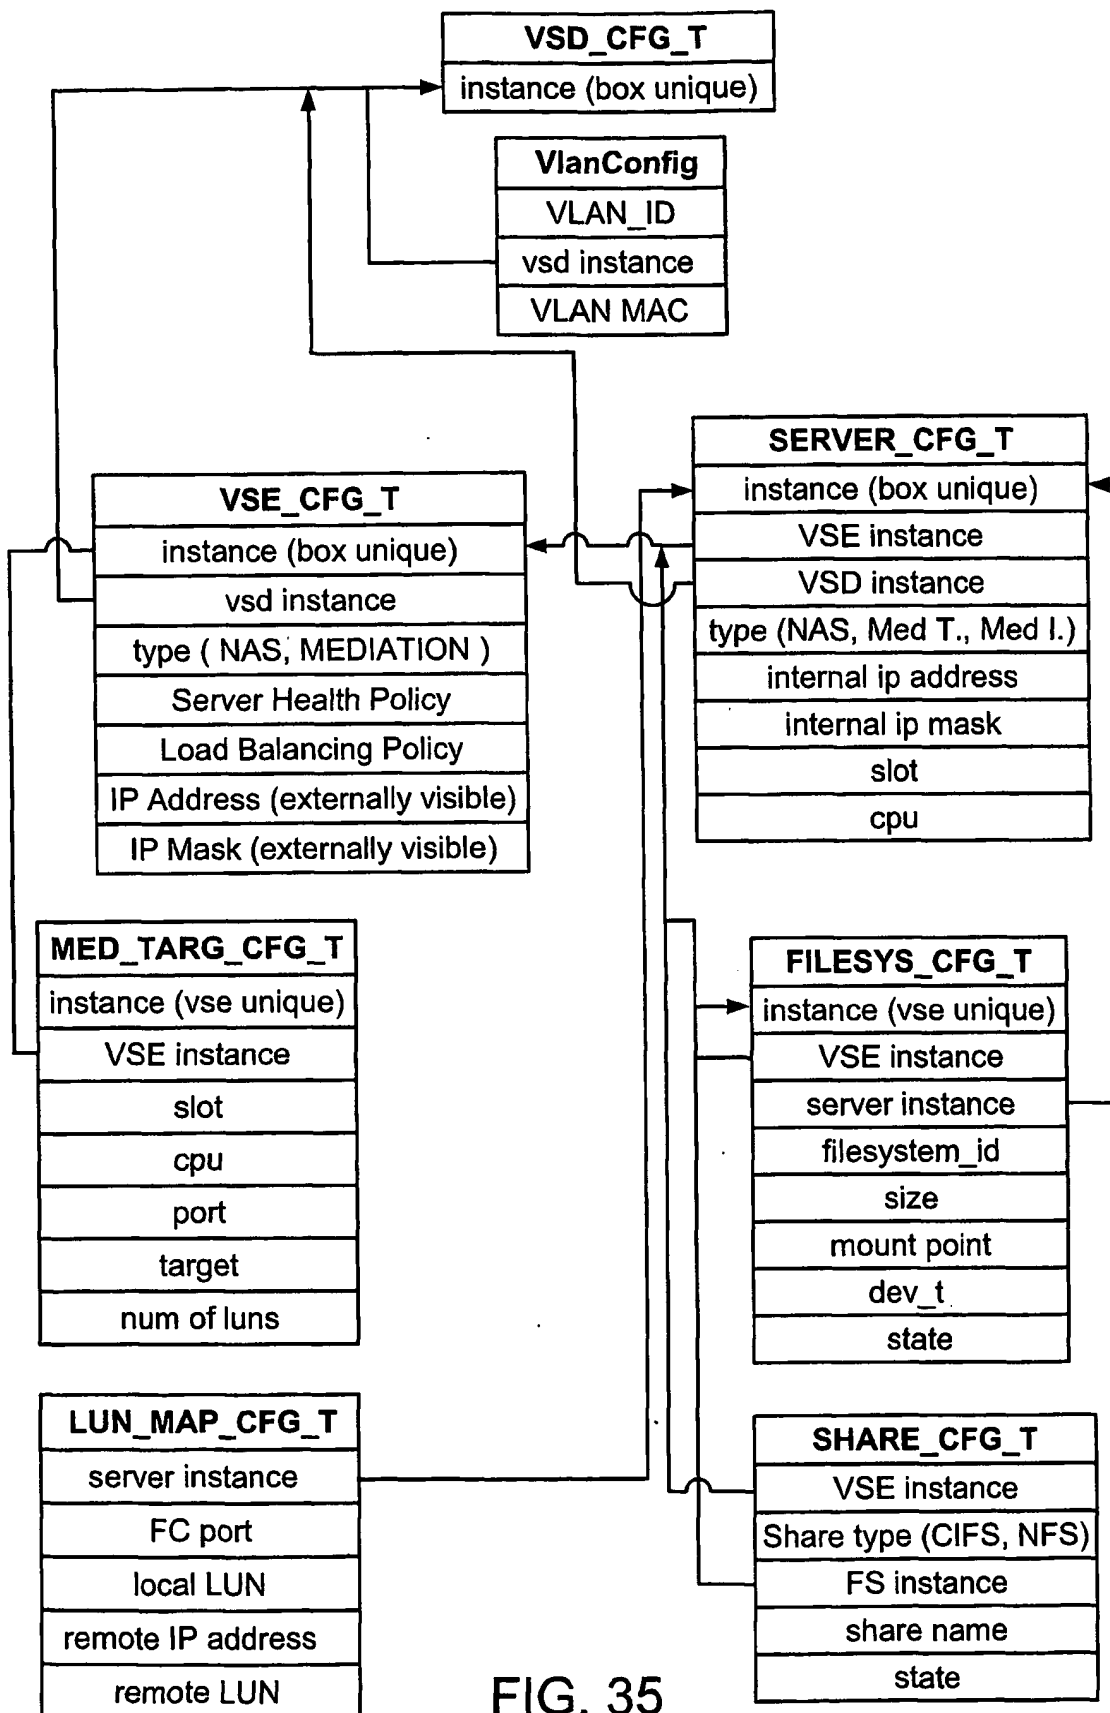 VSD_CFG_T
instance (box unique)
VlanConfig
VLAN_ID
vsd instance
VLAN MAC
SERVER_CFG_T
instance (box unique)
VSE instance
VSD instance
type (NAS, Med T., Med I.)
internal ip address
internal ip mask
slot
cpu
VSE_CFG_T
instance (box unique)
vsd instance
type ( NAS, MEDIATION )
Server Health Policy
Load Balancing Policy
IP Address (externally visible)
IP Mask (externally visible)
MED_TARG_CFG_T
instance (vse unique)
VSE instance
slot
cpu
port
target
num of luns
FILESYS_CFG_T
instance (vse unique)
VSE instance
server instance
filesystem_id
size
mount point
dev_t
state
LUN_MAP_CFG_T
server instance
FC port
local LUN
remote IP address
remote LUN
SHARE_CFG_T
VSE instance
Share type (CIFS, NFS)
FS instance
share name
state
FIG. 35